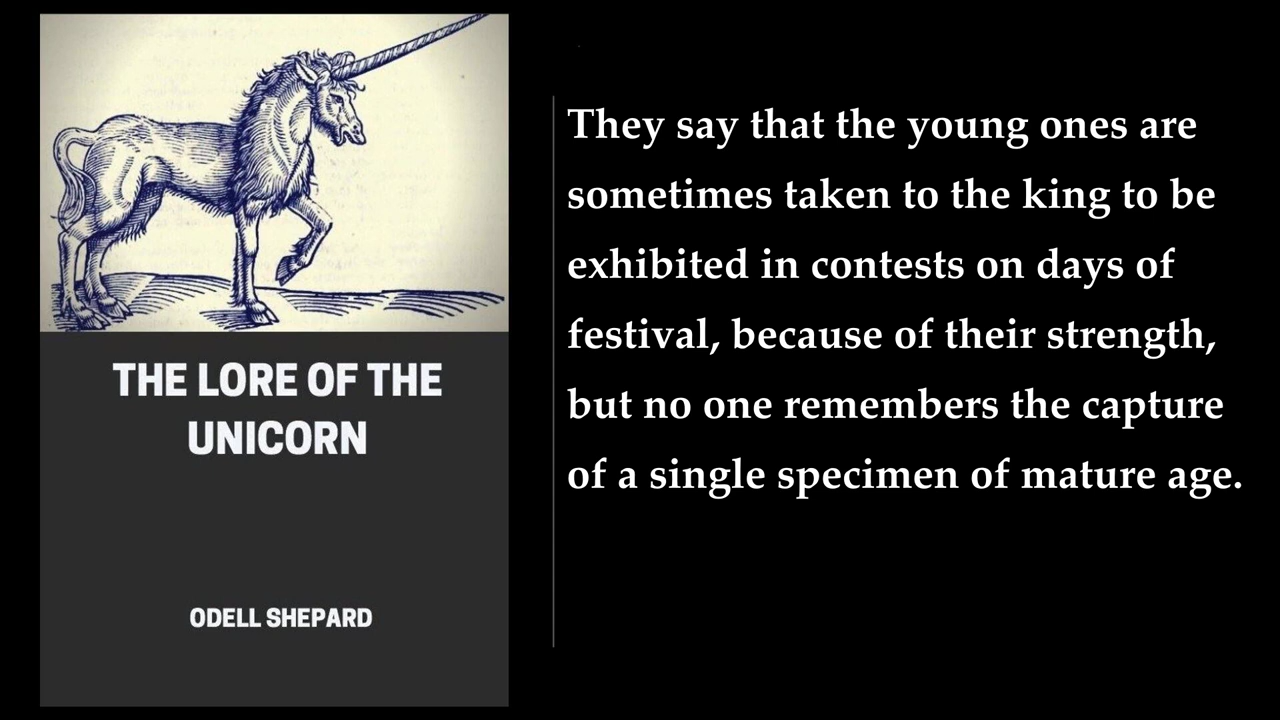 THE LORE OF THE
UNICORN
ODELL SHEPARD
They say that the young ones are
sometimes taken to the king to be
exhibited in contests on days of
festival, because of their strength,
but no one remembers the capture
of a single specimen of mature age.